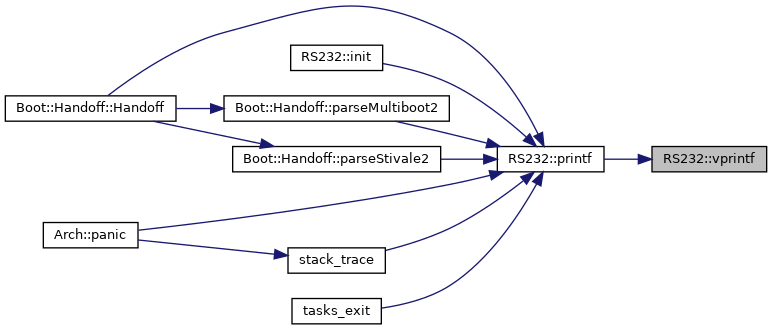 RS232::init
Boot::Handoff::Handoff
Boot::Handoff::parseMultiboot2
Boot::Handoff::parseStivale2
RS232::printf
RS232::vprintf
Arch::panic
stack_trace
tasks_exit